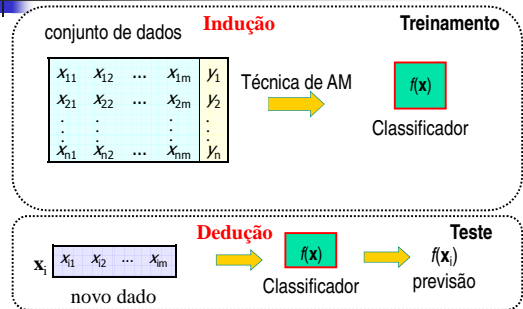 Indução Treinamento
conjunto de dados
x11 x12 ... x1m y1
x21 x22 ... x2m y2
. . . .
. . . .
xn1 xn2 ... xnm yn
Técnica de AM
f(x)
Classificador
Dedução Teste
xi xi1 xi2 ... xim
novo dado
f(x)
Classificador
f(xi)
previsão